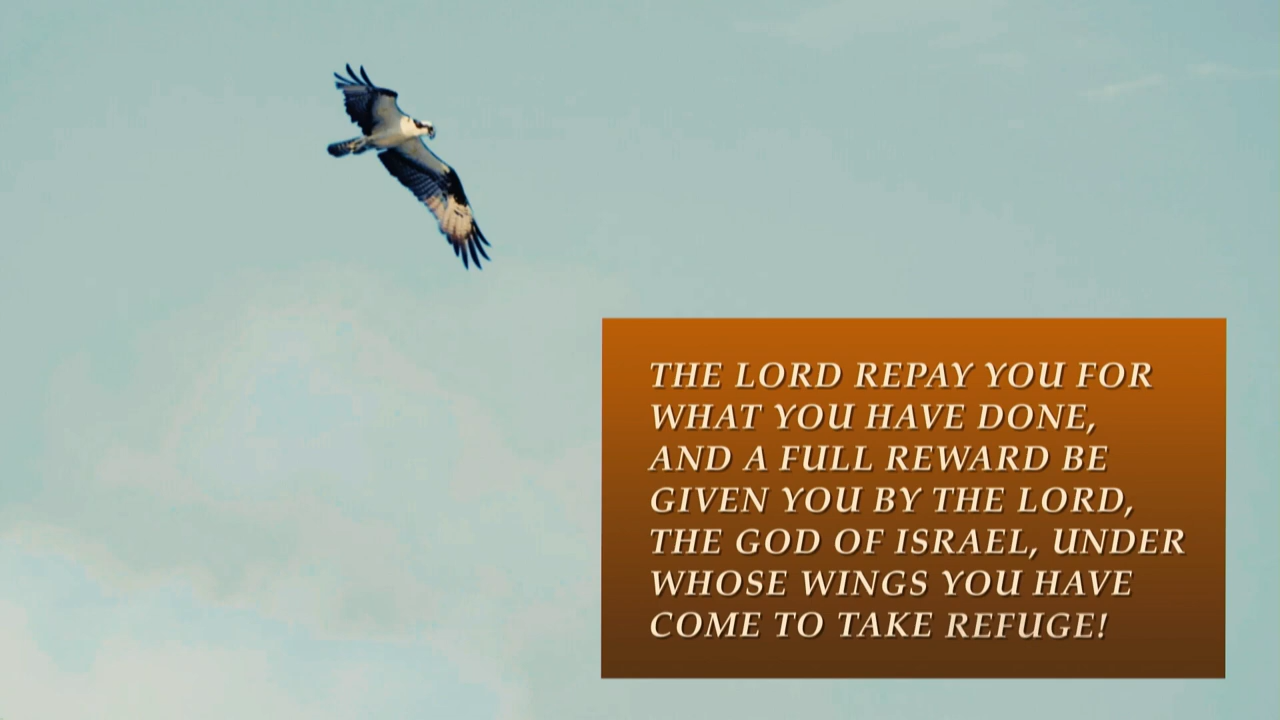 THE LORD REPAY YOU FOR
WHAT YOU HAVE DONE,
AND A FULL REWARD BE
GIVEN YOU BY THE LORD,
THE GOD OF ISRAEL, UNDER
WHOSE WINGS YOU HAVE
COME TO TAKE REFUGE!